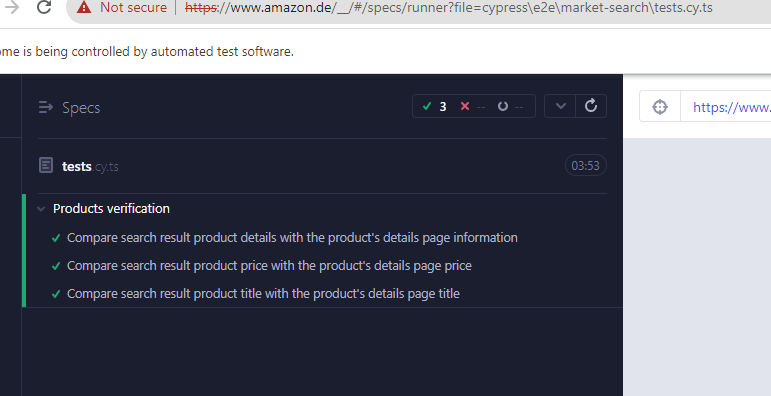 Not secure https://www.amazon.de/__/#/specs/runner?file=cypress\e2e\market-search\tests.cy.ts
me is being controlled by automated test software.
Specs 3 -- --
https://www.
tests.cy.ts 03:53
Products verification
Compare search result product details with the product's details page information
Compare search result product price with the product's details page price
Compare search result product title with the product's details page title